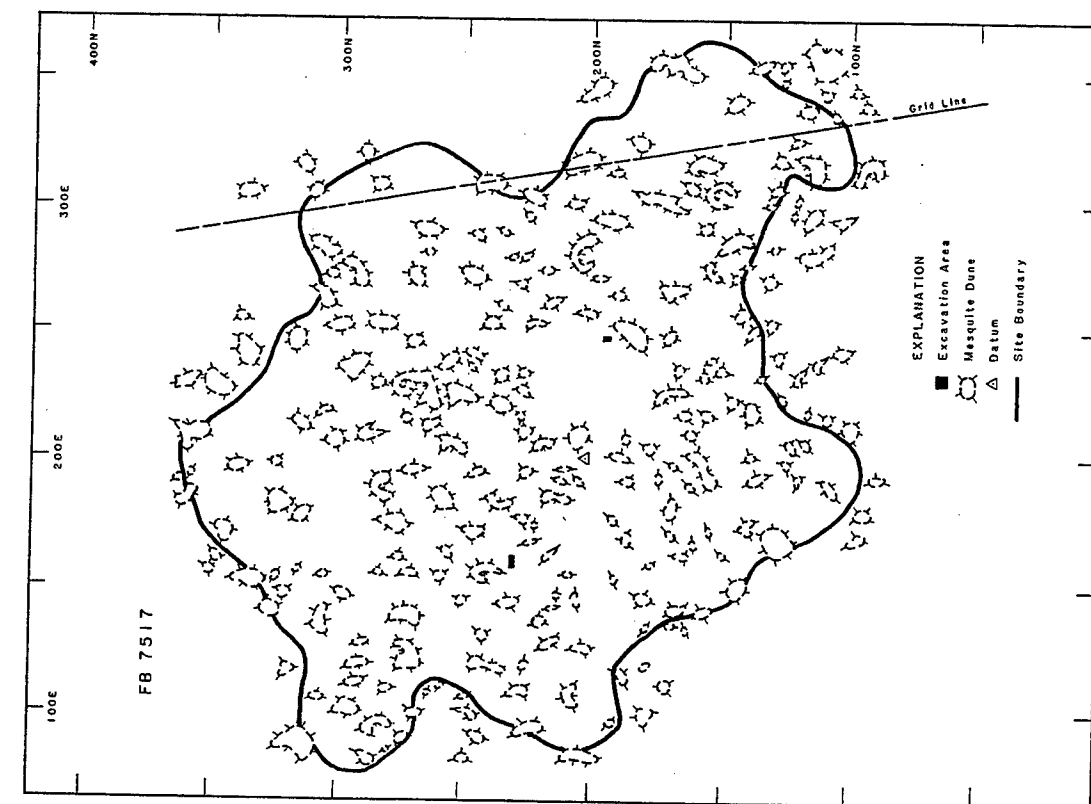 FB 7517
400N
300N
200N
100N
100E
200E
300E
Grid Line
EXPLANATION
Excavation Area
Mesquite Dune
Datum
Site Boundary